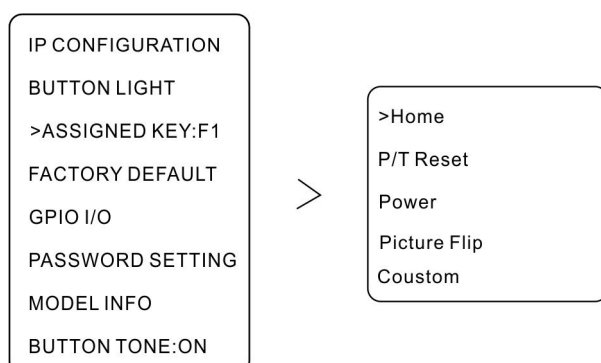 IP CONFIGURATION
BUTTON LIGHT
>ASSIGNED KEY:F1
FACTORY DEFAULT
GPIO I/O
PASSWORD SETTING
MODEL INFO
BUTTON TONE:ON
>
>Home
P/T Reset
Power
Picture Flip
Coustom